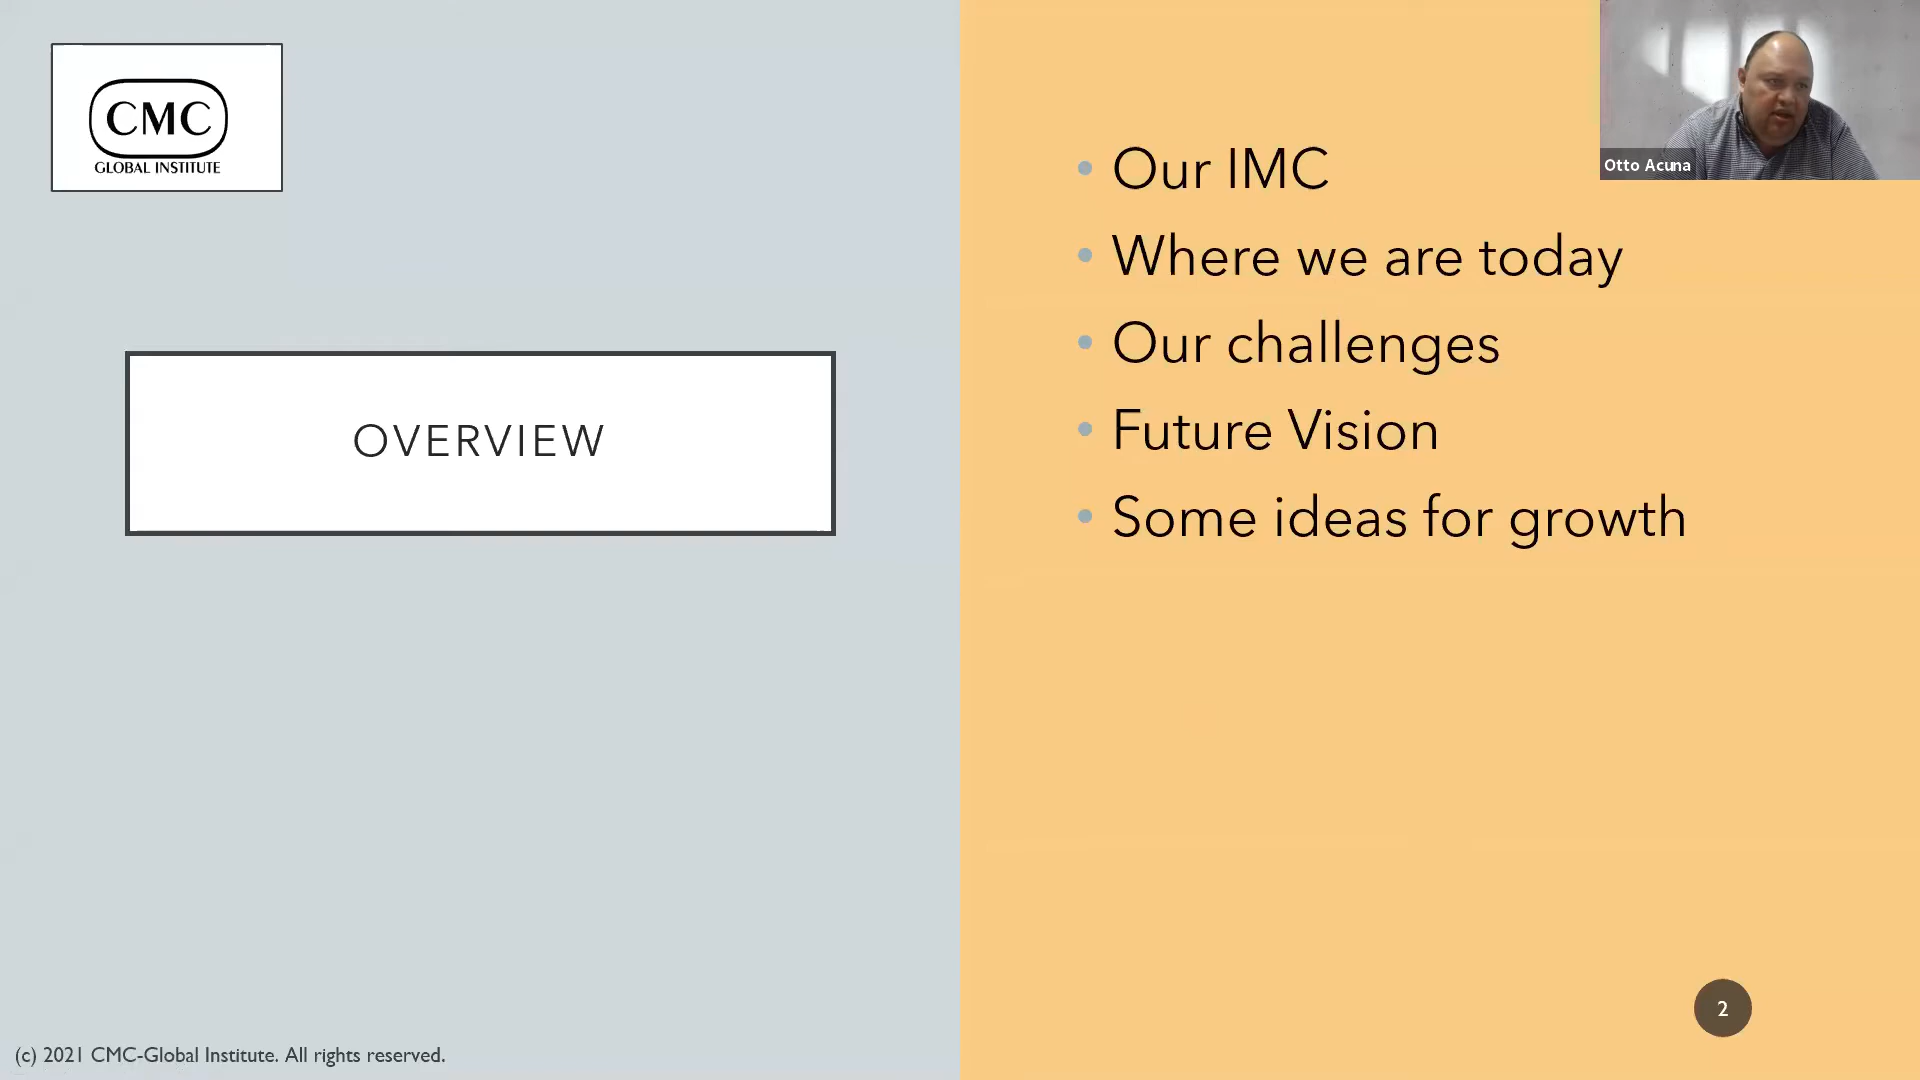 CMC
GLOBAL INSTITUTE
OVERVIEW
• Our IMC
• Where we are today
• Our challenges
• Future Vision
• Some ideas for growth
Otto Acuna
2
(c) 2021 CMC-Global Institute. All rights reserved.